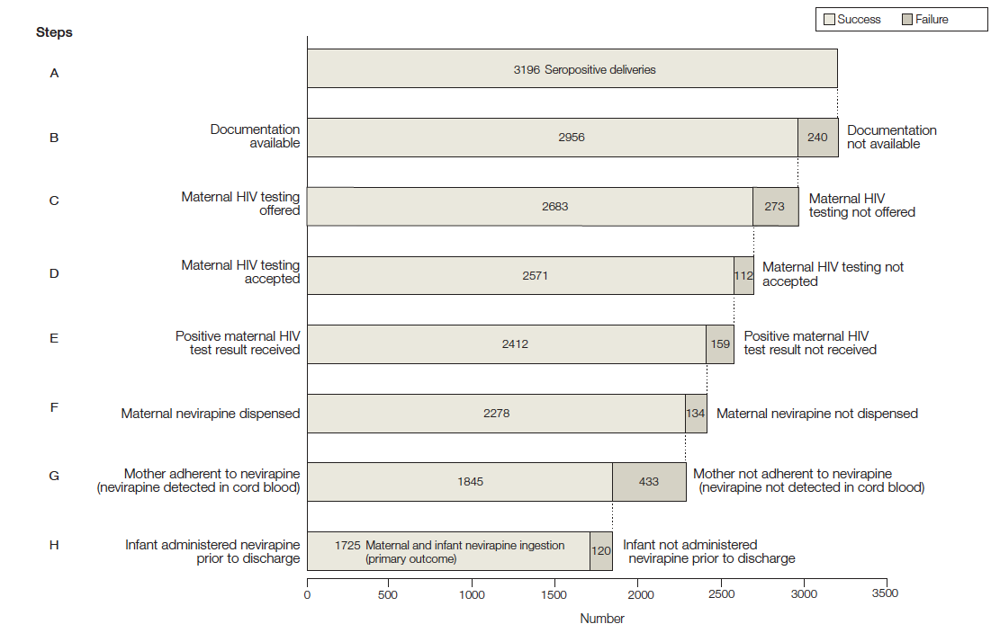 Success Failure
Steps
A
3196 Seropositive deliveries
B
Documentation
available
2956
240
Documentation
not available
C
Maternal HIV testing
offered
2683
273
Maternal HIV
testing not offered
D
Maternal HIV testing
accepted
2571
112
Maternal HIV testing not
accepted
E
Positive maternal HIV
test result received
2412
159
Positive maternal HIV
test result not received
F
Maternal nevirapine dispensed
2278
134
Maternal nevirapine not dispensed
G
Mother adherent to nevirapine
(nevirapine detected in cord blood)
1845
433
Mother not adherent to nevirapine
(nevirapine not detected in cord blood)
H
Infant administered nevirapine
prior to discharge
1725 Maternal and infant nevirapine ingestion
(primary outcome)
120
Infant not administered
nevirapine prior to discharge
0 500 1000 1500 2000 2500 3000 3500
Number